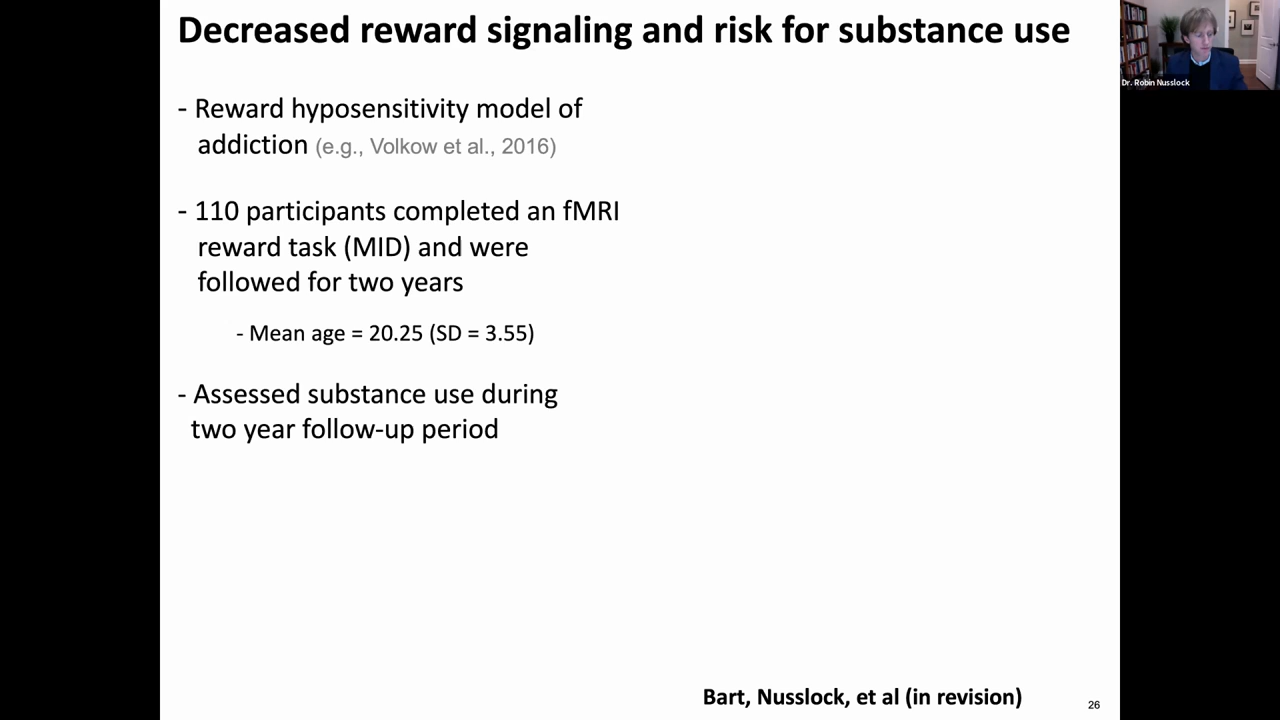 Decreased reward signaling and risk for substance use
Dr. Robin Nusslock
- Reward hyposensitivity model of
addiction (e.g., Volkow et al., 2016)
- 110 participants completed an fMRI
reward task (MID) and were
followed for two years
- Mean age = 20.25 (SD = 3.55)
- Assessed substance use during
two year follow-up period
Bart, Nusslock, et al (in revision)
26